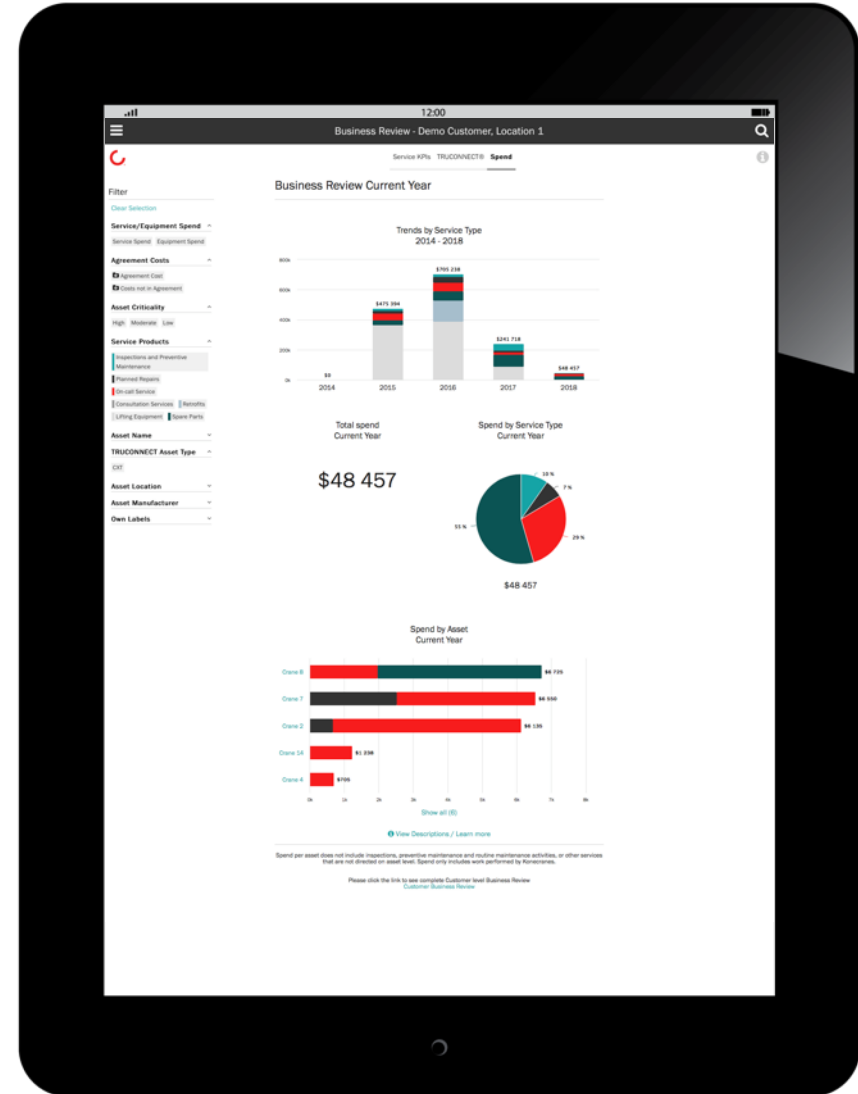 12:00
Business Review - Demo Customer, Location 1
Service KPIs TRUCONNECT® Spend
Filter
Clear Selection
Service/Equipment Spend
Service Spend Equipment Spend
Agreement Costs
Agreement Cost
Costs not in Agreement
Asset Criticality
High Moderate Low
Service Products
Inspections and Preventive
Maintenance
Planned Repairs
On-call Service
Consultation Services Retrofits
Lifting Equipment Spare Parts
Asset Name
TRUCONNECT Asset Type
CXT
Asset Location
Asset Manufacturer
Own Labels
Business Review Current Year
Trends by Service Type
2014 - 2018
800k
600k
400k
200k
0k
$0
$475 394
$705 238
$241 718
$48 457
2014 2015 2016 2017 2018
Total spend
Current Year
$48 457
Spend by Service Type
Current Year
10 %
7 %
29 %
55 %
$48 457
Spend by Asset
Current Year
Crane 8 $6 725
Crane 7 $6 550
Crane 2 $6 136
Crane 14 $1 238
Crane 4 $705
0k 1k 2k 3k 4k 5k 6k 7k 8k
Show all (6)
View Descriptions / Learn more
Spend per asset does not include inspections, preventive maintenance and routine maintenance activities, or other services
that are not directed on asset level. Spend only includes work performed by Konecranes.
Please click the link to see complete Customer level Business Review
Customer Business Review